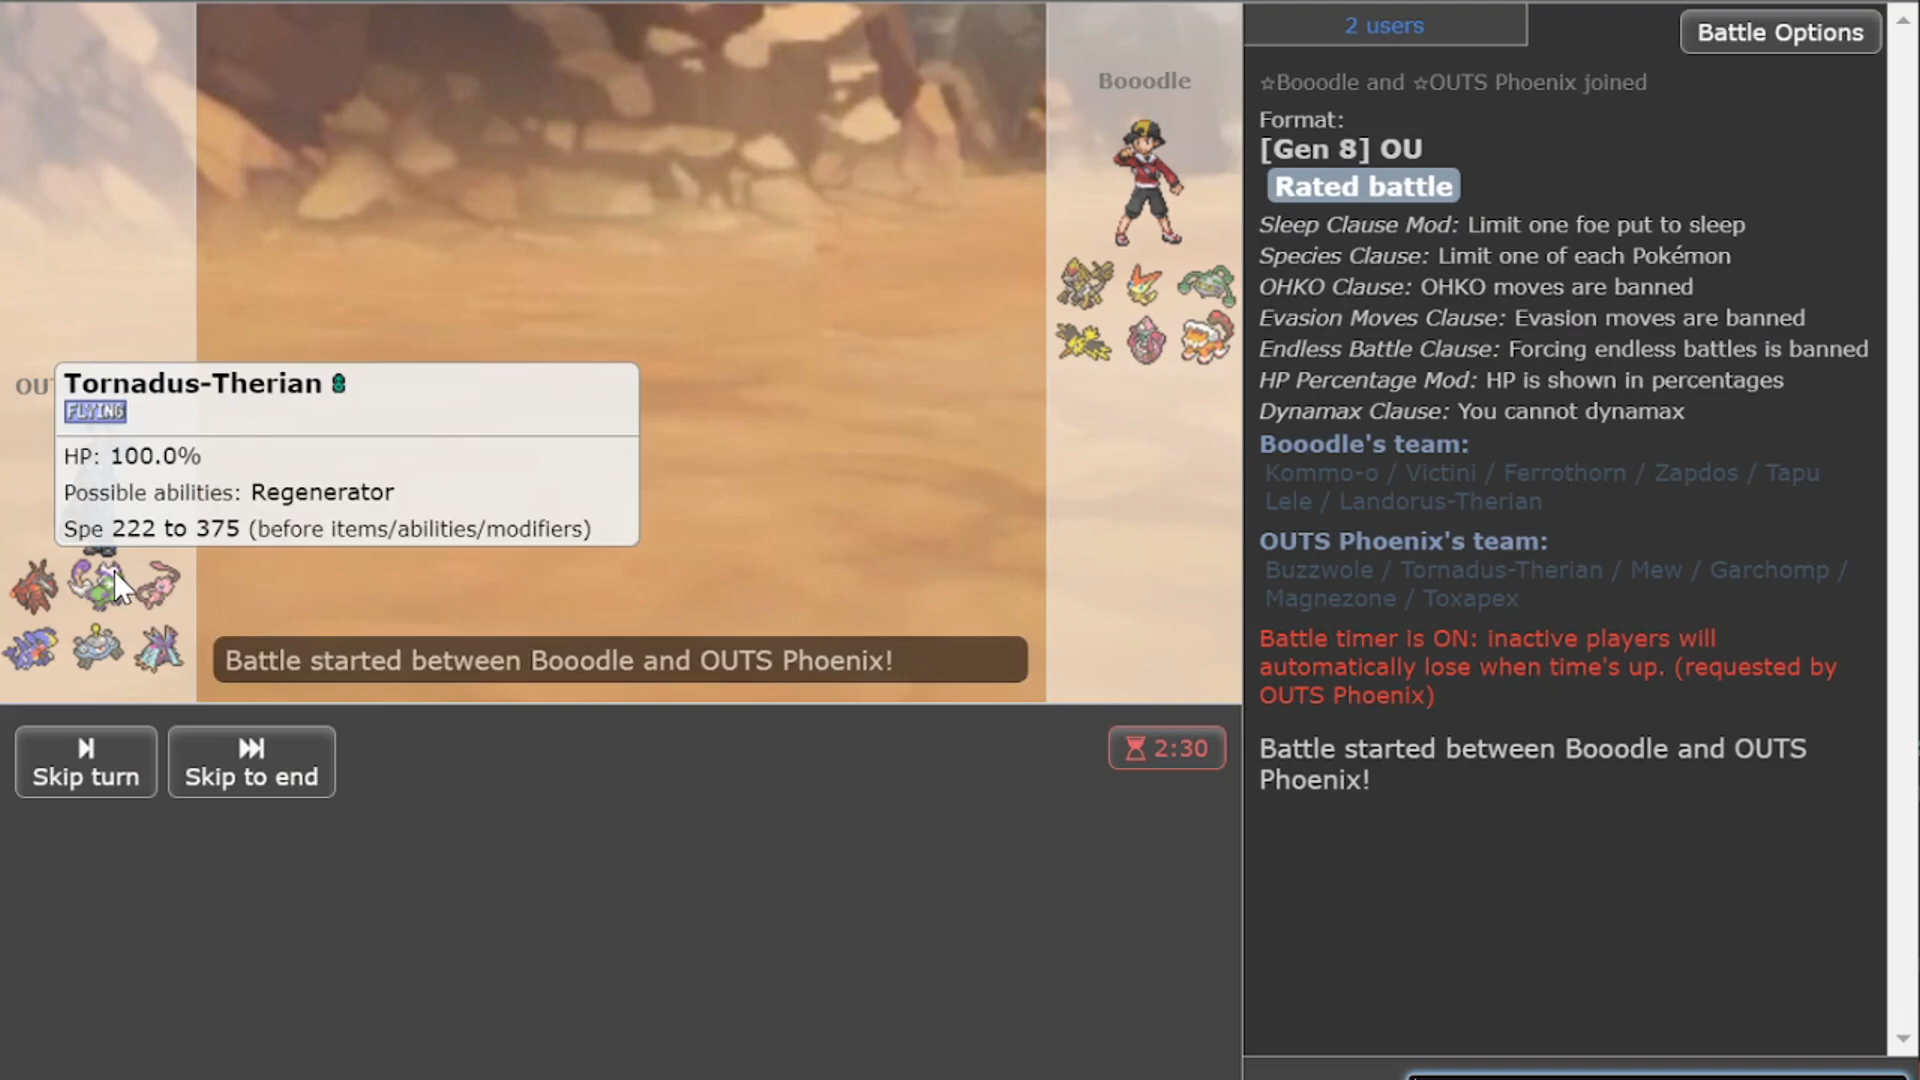 2 users
Battle Options
Booodle
☆Booodle and ☆OUTS Phoenix joined
Format:
[Gen 8] OU
Rated battle
Sleep Clause Mod: Limit one foe put to sleep
Species Clause: Limit one of each Pokémon
OHKO Clause: OHKO moves are banned
Evasion Moves Clause: Evasion moves are banned
Endless Battle Clause: Forcing endless battles is banned
HP Percentage Mod: HP is shown in percentages
Dynamax Clause: You cannot dynamax
Booodle's team:
Kommo-o / Victini / Ferrothorn / Zapdos / Tapu
Lele / Landorus-Therian
OUTS Phoenix's team:
Buzzwole / Tornadus-Therian / Mew / Garchomp /
Magnezone / Toxapex
Battle timer is ON: inactive players will
automatically lose when time's up. (requested by
OUTS Phoenix)
Battle started between Booodle and OUTS
Phoenix!
OU
Tornadus-Therian
FLYING
HP: 100.0%
Possible abilities: Regenerator
Spe 222 to 375 (before items/abilities/modifiers)
Battle started between Booodle and OUTS Phoenix!
Skip turn
Skip to end
2:30